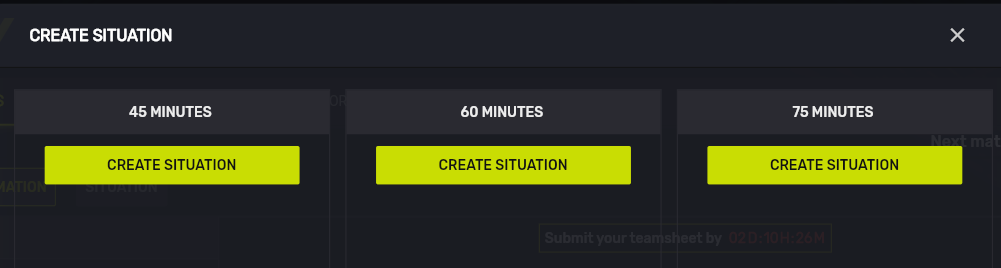 CREATE SITUATION
45 MINUTES
60 MINUTES
75 MINUTES
CREATE SITUATION
CREATE SITUATION
CREATE SITUATION
Next mat
MATION
SITUATION
Submit your teamsheet by 02D:10H:26M